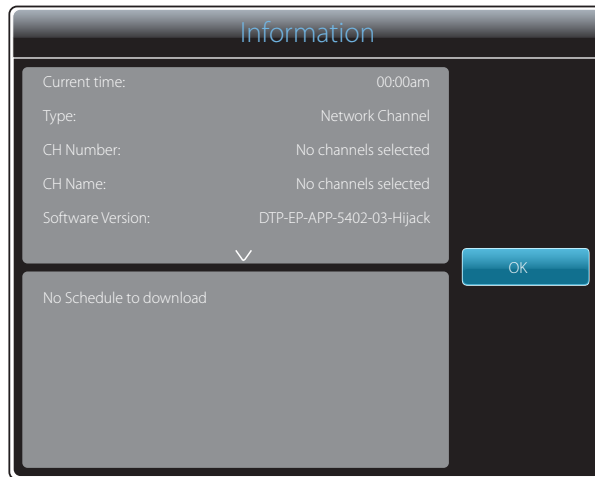 Information
Current time: 00:00am
Type: Network Channel
CH Number: No channels selected
CH Name: No channels selected
Software Version: DTP-EP-APP-5402-03-Hijack
OK
No Schedule to download